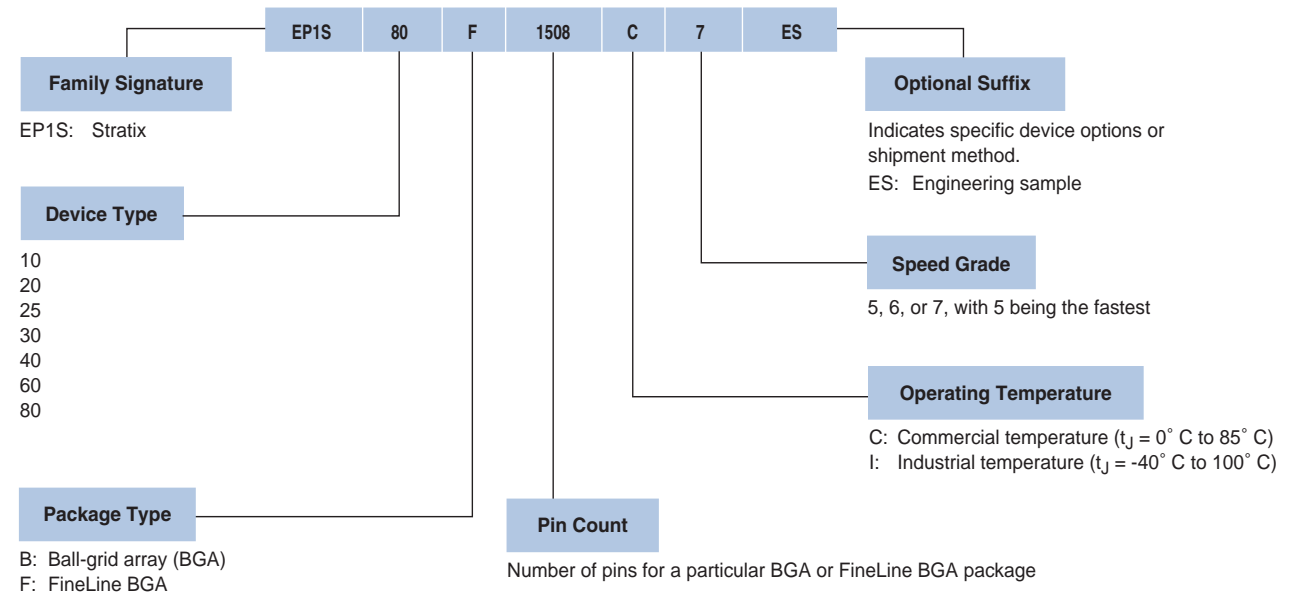 EP1S 80 F 1508 C 7 ES
Family Signature
EP1S: Stratix
Device Type
10
20
25
30
40
60
80
Package Type
B: Ball-grid array (BGA)
F: FineLine BGA
Pin Count
Number of pins for a particular BGA or FineLine BGA package
Optional Suffix
Indicates specific device options or
shipment method.
ES: Engineering sample
Speed Grade
5, 6, or 7, with 5 being the fastest
Operating Temperature
C: Commercial temperature (tJ = 0˚ C to 85˚ C)
I: Industrial temperature (tJ = -40˚ C to 100˚ C)